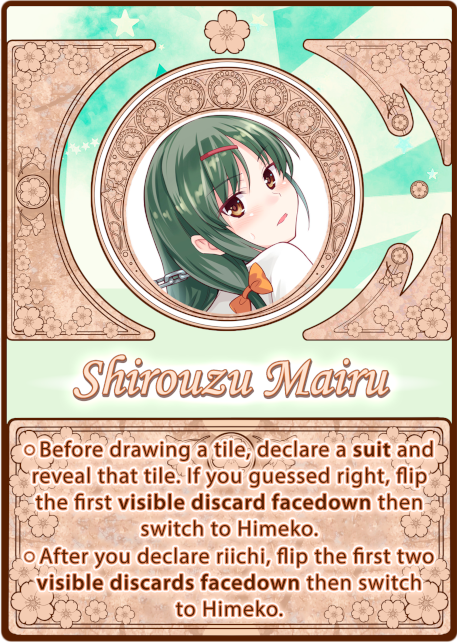 Shirouzu Mairu
○ Before drawing a tile, declare a suit and
reveal that tile. If you guessed right, flip
the first visible discard facedown then
switch to Himeko.
○ After you declare riichi, flip the first two
visible discards facedown then switch
to Himeko.